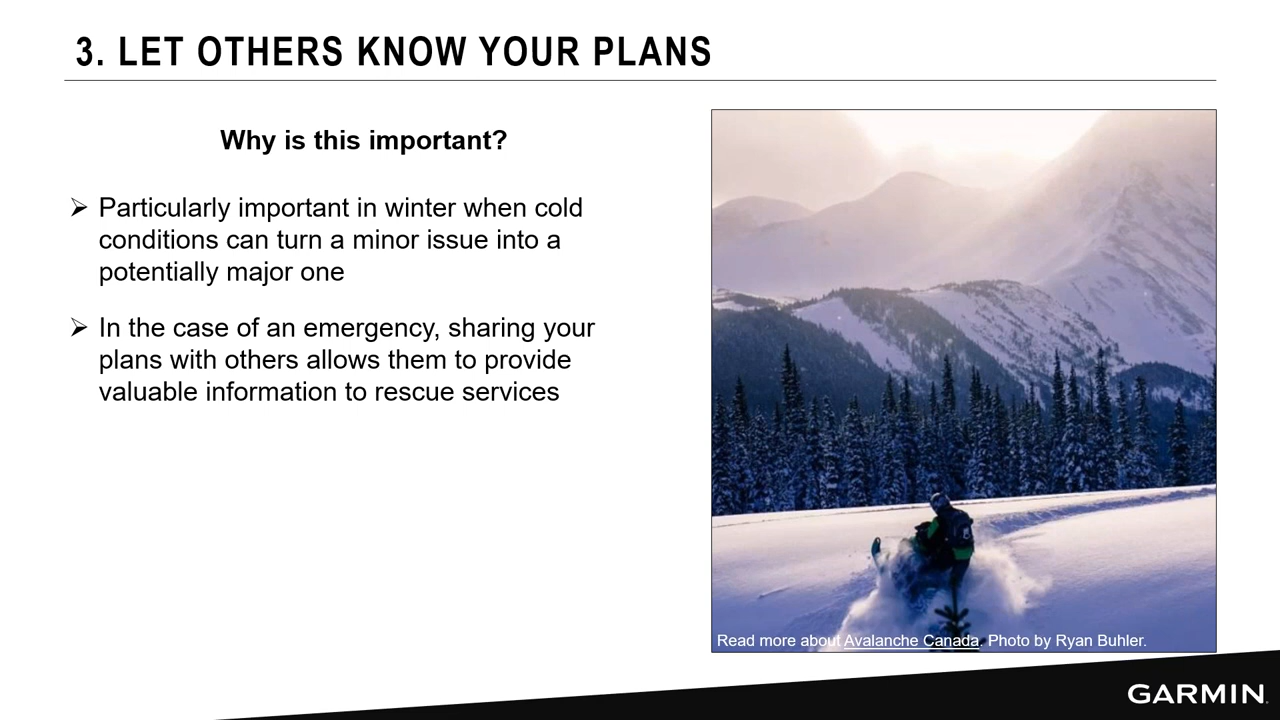 3. LET OTHERS KNOW YOUR PLANS
Why is this important?
➢ Particularly important in winter when cold
conditions can turn a minor issue into a
potentially major one
➢ In the case of an emergency, sharing your
plans with others allows them to provide
valuable information to rescue services
Read more about Avalanche Canada. Photo by Ryan Buhler.
GARMIN